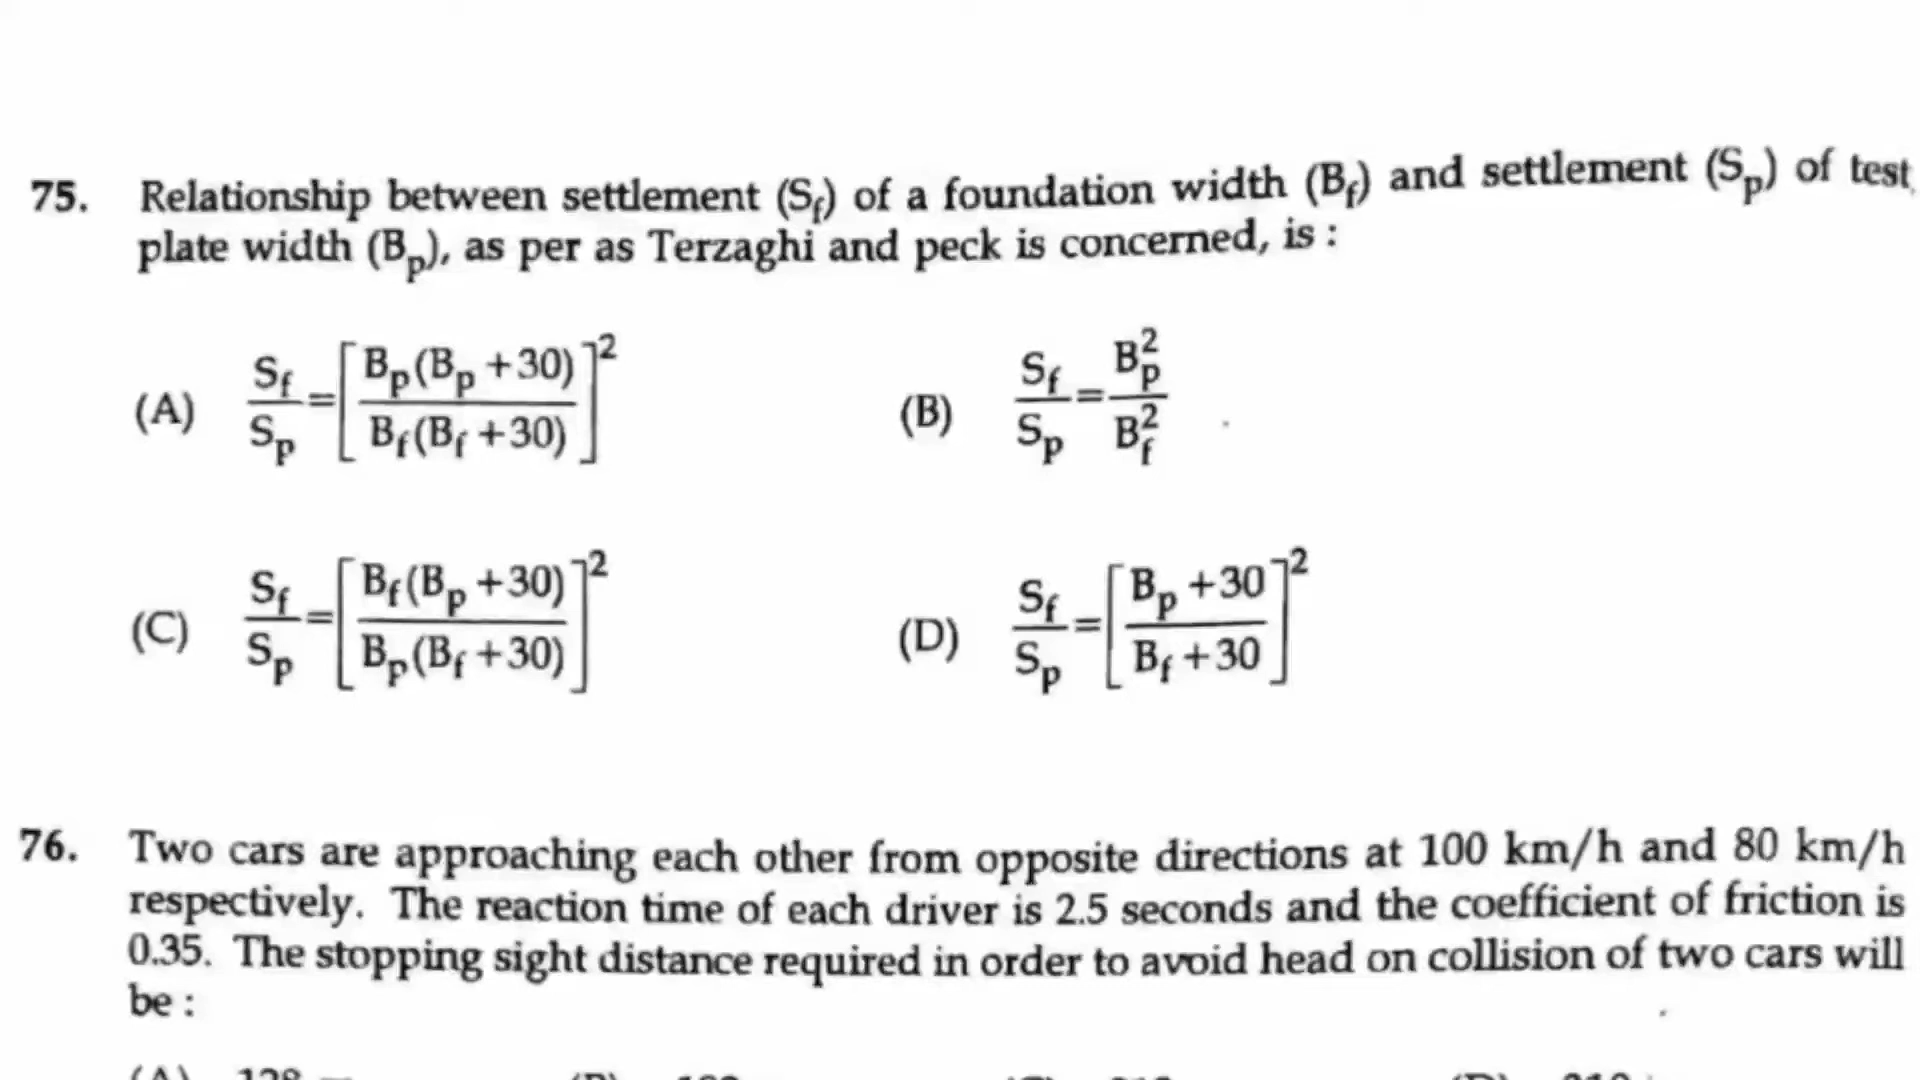 75. Relationship between settlement (S_f) of a foundation width (B_f) and settlement (S_p) of test
plate width (B_p), as per as Terzaghi and peck is concerned, is :
(A) S_f/S_p = [B_p(B_p + 30) / B_f(B_f + 30)]^2 (B) S_f/S_p = B_p^2/B_f^2
(C) S_f/S_p = [B_f(B_p + 30) / B_p(B_f + 30)]^2 (D) S_f/S_p = [B_p + 30 / B_f + 30]^2
76. Two cars are approaching each other from opposite directions at 100 km/h and 80 km/h
respectively. The reaction time of each driver is 2.5 seconds and the coefficient of friction is
0.35. The stopping sight distance required in order to avoid head on collision of two cars will
be :
(A) (B) (C) (D)